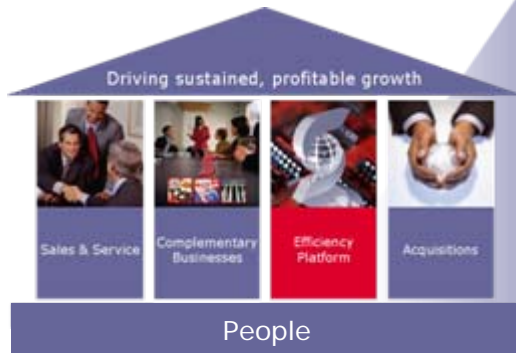 Driving sustained, profitable growth
Sales & Service
Complementary
Businesses
Efficiency
Platform
Acquisitions
People